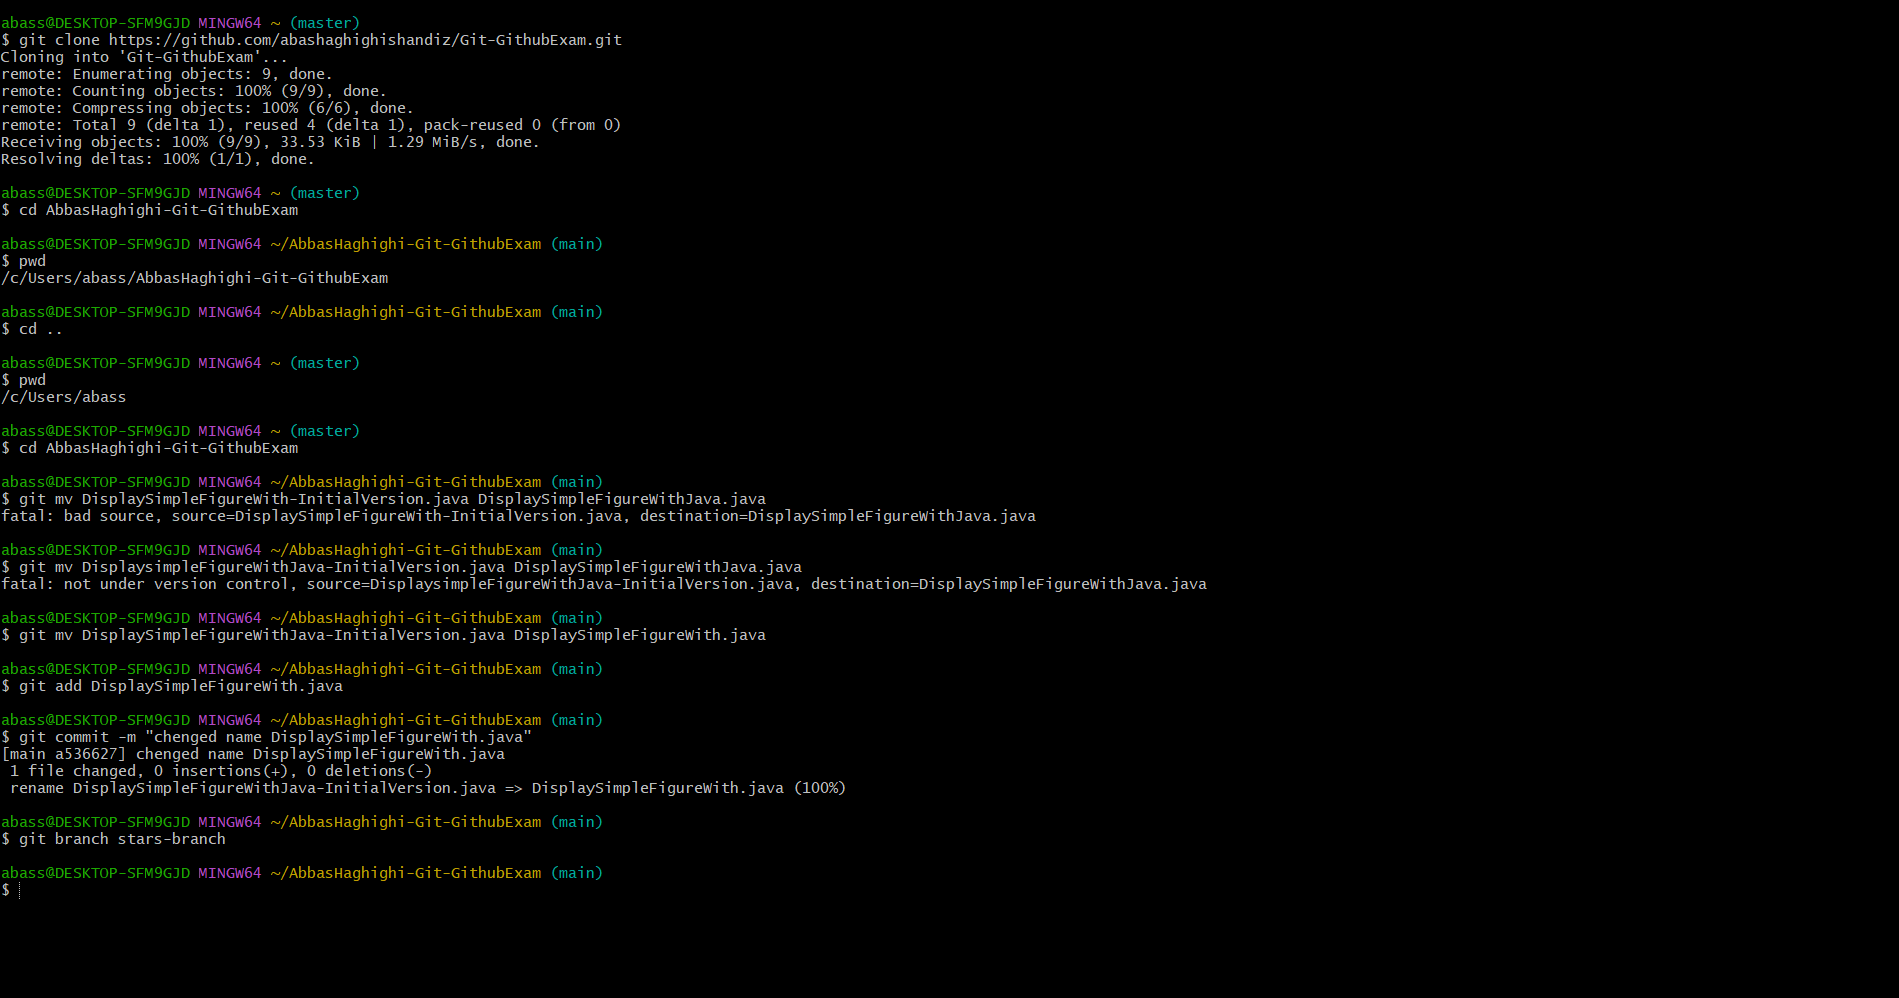 abass@DESKTOP-SFM9GJD MINGW64 ~ (master)
$ git clone https://github.com/abashaghighishandiz/Git-GithubExam.git
Cloning into 'Git-GithubExam'...
remote: Enumerating objects: 9, done.
remote: Counting objects: 100% (9/9), done.
remote: Compressing objects: 100% (6/6), done.
remote: Total 9 (delta 1), reused 4 (delta 1), pack-reused 0 (from 0)
Receiving objects: 100% (9/9), 33.53 KiB | 1.29 MiB/s, done.
Resolving deltas: 100% (1/1), done.
abass@DESKTOP-SFM9GJD MINGW64 ~ (master)
$ cd AbbasHaghighi-Git-GithubExam
abass@DESKTOP-SFM9GJD MINGW64 ~/AbbasHaghighi-Git-GithubExam (main)
$ pwd
/c/Users/abass/AbbasHaghighi-Git-GithubExam
abass@DESKTOP-SFM9GJD MINGW64 ~/AbbasHaghighi-Git-GithubExam (main)
$ cd ..
abass@DESKTOP-SFM9GJD MINGW64 ~ (master)
$ pwd
/c/Users/abass
abass@DESKTOP-SFM9GJD MINGW64 ~ (master)
$ cd AbbasHaghighi-Git-GithubExam
abass@DESKTOP-SFM9GJD MINGW64 ~/AbbasHaghighi-Git-GithubExam (main)
$ git mv DisplaySimpleFigureWith-InitialVersion.java DisplaySimpleFigureWithJava.java
fatal: bad source, source=DisplaySimpleFigureWith-InitialVersion.java, destination=DisplaySimpleFigureWithJava.java
abass@DESKTOP-SFM9GJD MINGW64 ~/AbbasHaghighi-Git-GithubExam (main)
$ git mv DisplaysimpleFigureWithJava-InitialVersion.java DisplaySimpleFigureWithJava.java
fatal: not under version control, source=DisplaysimpleFigureWithJava-InitialVersion.java, destination=DisplaySimpleFigureWithJava.java
abass@DESKTOP-SFM9GJD MINGW64 ~/AbbasHaghighi-Git-GithubExam (main)
$ git mv DisplaySimpleFigureWithJava-InitialVersion.java DisplaySimpleFigureWith.java
abass@DESKTOP-SFM9GJD MINGW64 ~/AbbasHaghighi-Git-GithubExam (main)
$ git add DisplaySimpleFigureWith.java
abass@DESKTOP-SFM9GJD MINGW64 ~/AbbasHaghighi-Git-GithubExam (main)
$ git commit -m "chenged name DisplaySimpleFigureWith.java"
[main a536627] chenged name DisplaySimpleFigureWith.java
1 file changed, 0 insertions(+), 0 deletions(-)
rename DisplaySimpleFigureWithJava-InitialVersion.java => DisplaySimpleFigureWith.java (100%)
abass@DESKTOP-SFM9GJD MINGW64 ~/AbbasHaghighi-Git-GithubExam (main)
$ git branch stars-branch
abass@DESKTOP-SFM9GJD MINGW64 ~/AbbasHaghighi-Git-GithubExam (main)
$